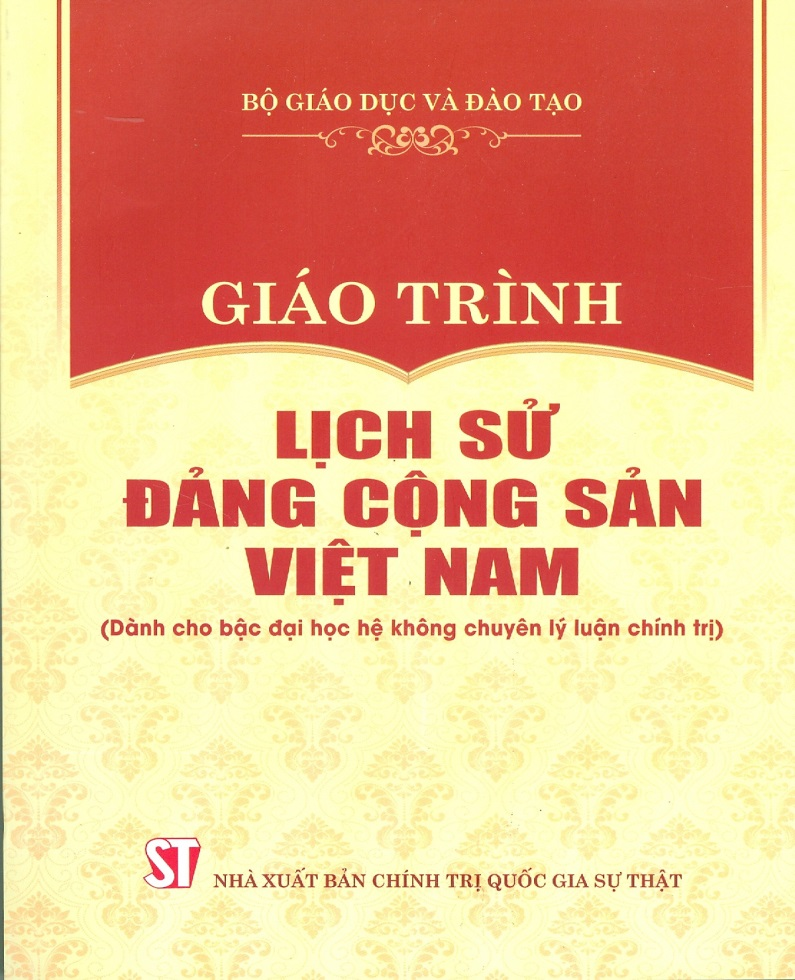 BỘ GIÁO DỤC VÀ ĐÀO TẠO
GIÁO TRÌNH
LỊCH SỬ
ĐẢNG CỘNG SẢN
VIỆT NAM
(Dành cho bậc đại học hệ không chuyên lý luận chính trị)
ST
NHÀ XUẤT BẢN CHÍNH TRỊ QUỐC GIA SỰ THẬT